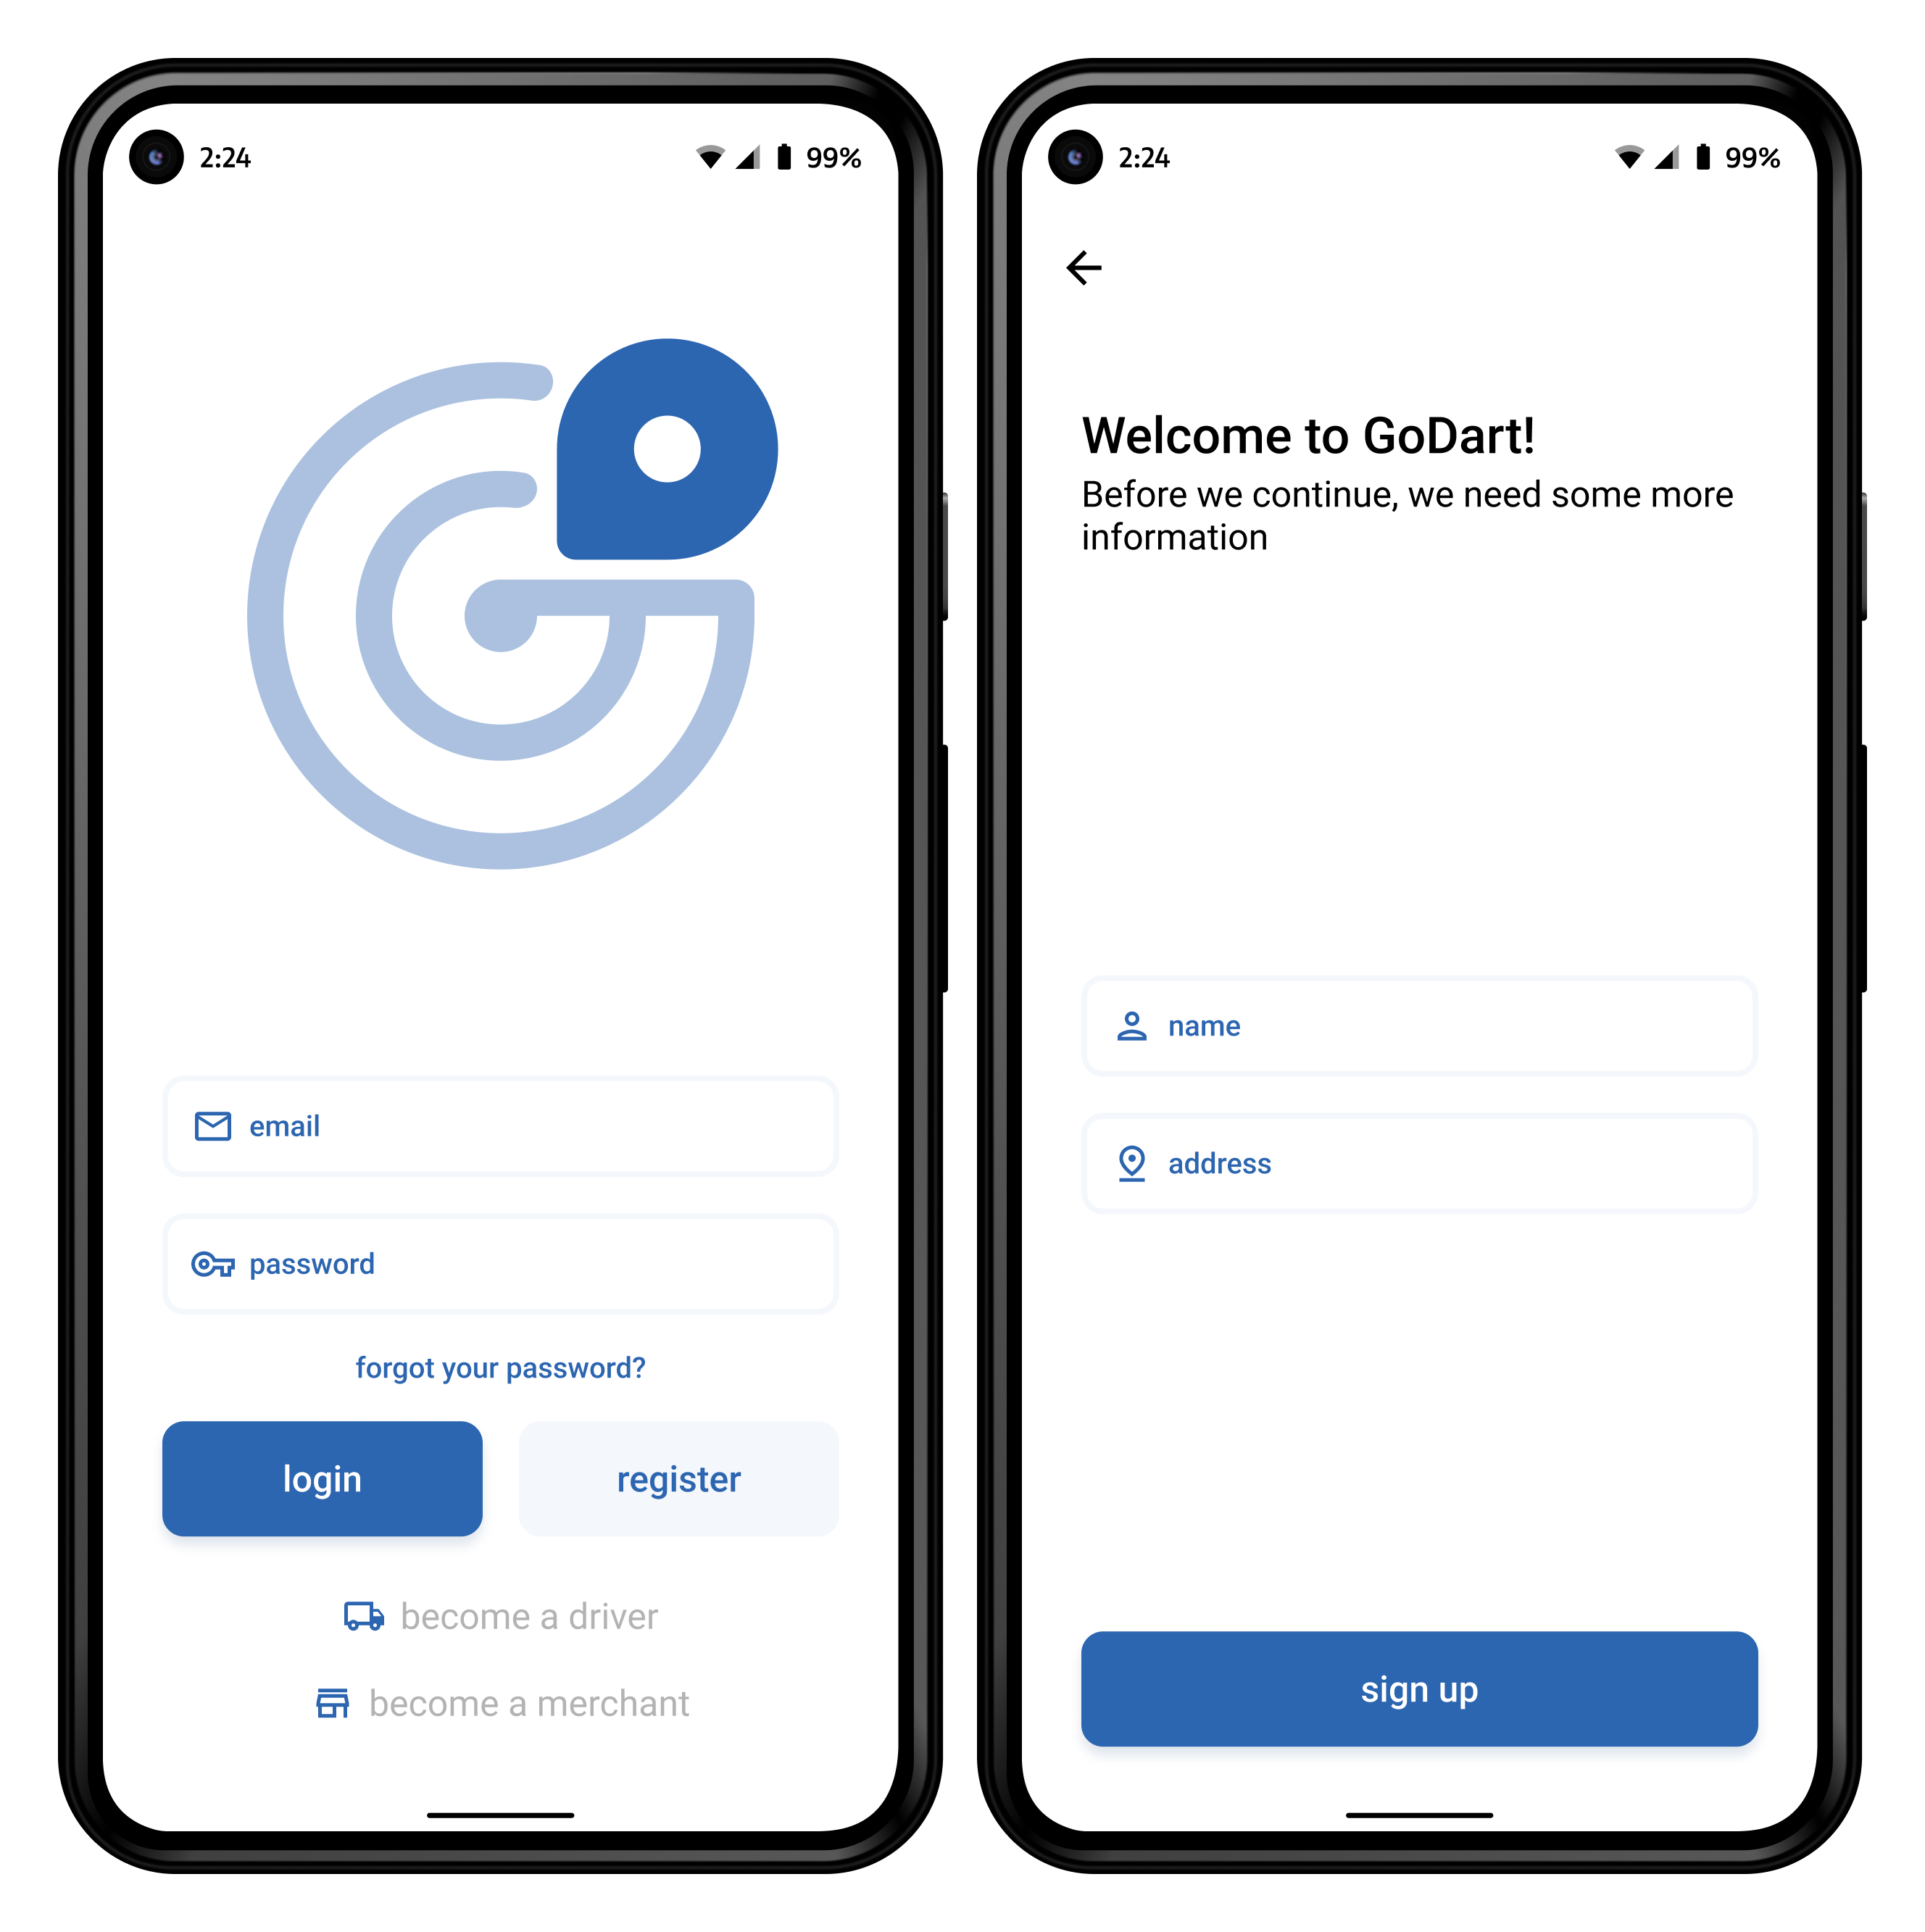 2:24
99%
email
password
forgot your password?
login
register
become a driver
become a merchant
2:24
99%
Welcome to GoDart!
Before we continue, we need some more
information
name
address
sign up